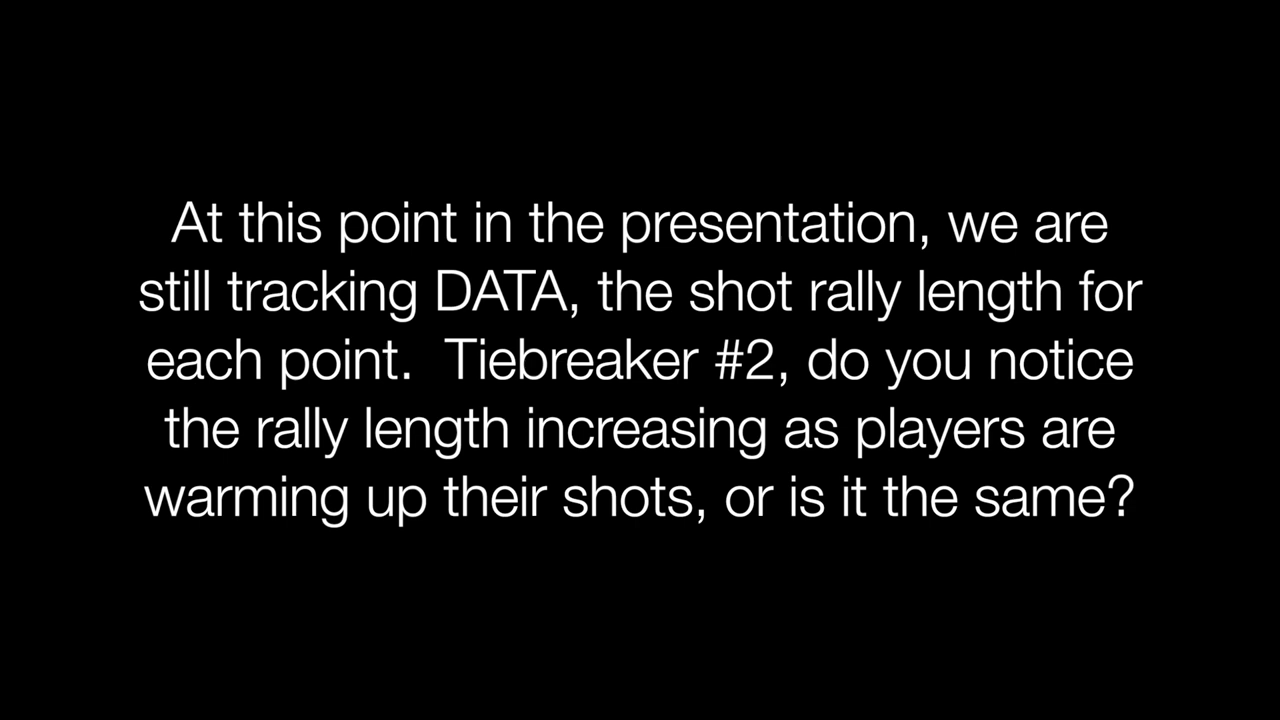 At this point in the presentation, we are
still tracking DATA, the shot rally length for
each point.  Tiebreaker #2, do you notice
the rally length increasing as players are
warming up their shots, or is it the same?